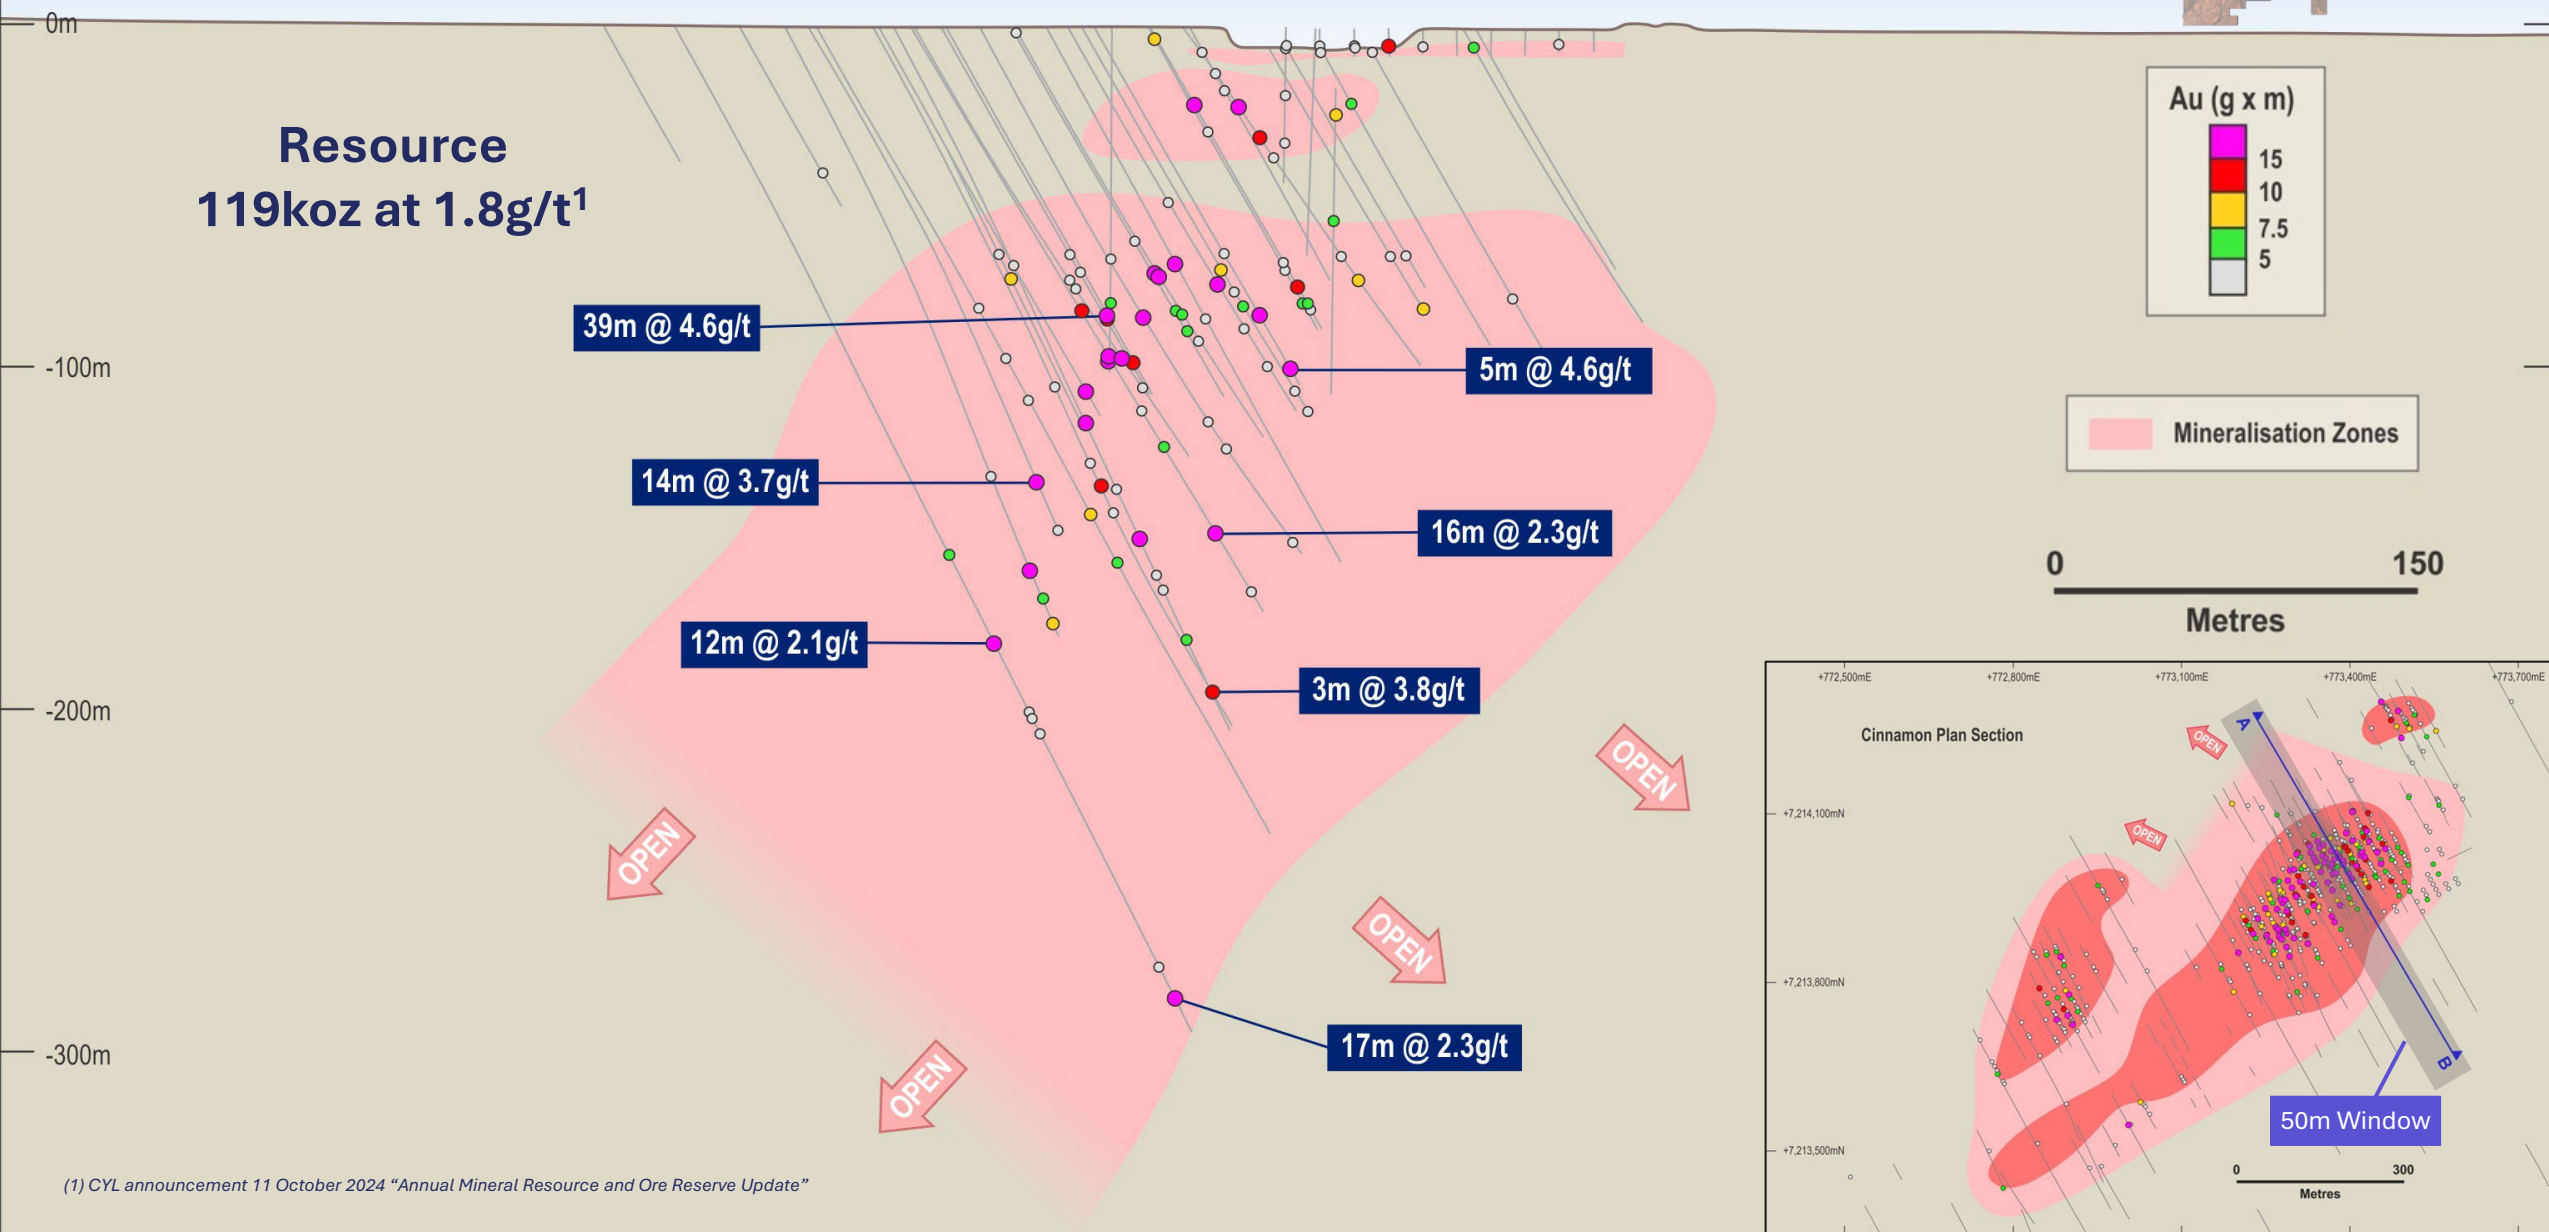 0m
Resource
119koz at 1.8g/t¹
Au (g x m)
15
10
7.5
5
39m @ 4.6g/t
-100m
5m @ 4.6g/t
Mineralisation Zones
14m @ 3.7g/t
16m @ 2.3g/t
0 150
Metres
12m @ 2.1g/t
3m @ 3.8g/t
-200m
OPEN
OPEN
OPEN
17m @ 2.3g/t
-300m
OPEN
+772,500mE +772,800mE +773,100mE +773,400mE +773,700mE
Cinnamon Plan Section
A
OPEN
+7,214,100mN
OPEN
+7,213,800mN
B
50m Window
+7,213,500mN
0 300
Metres
(1) CYL announcement 11 October 2024 “Annual Mineral Resource and Ore Reserve Update”